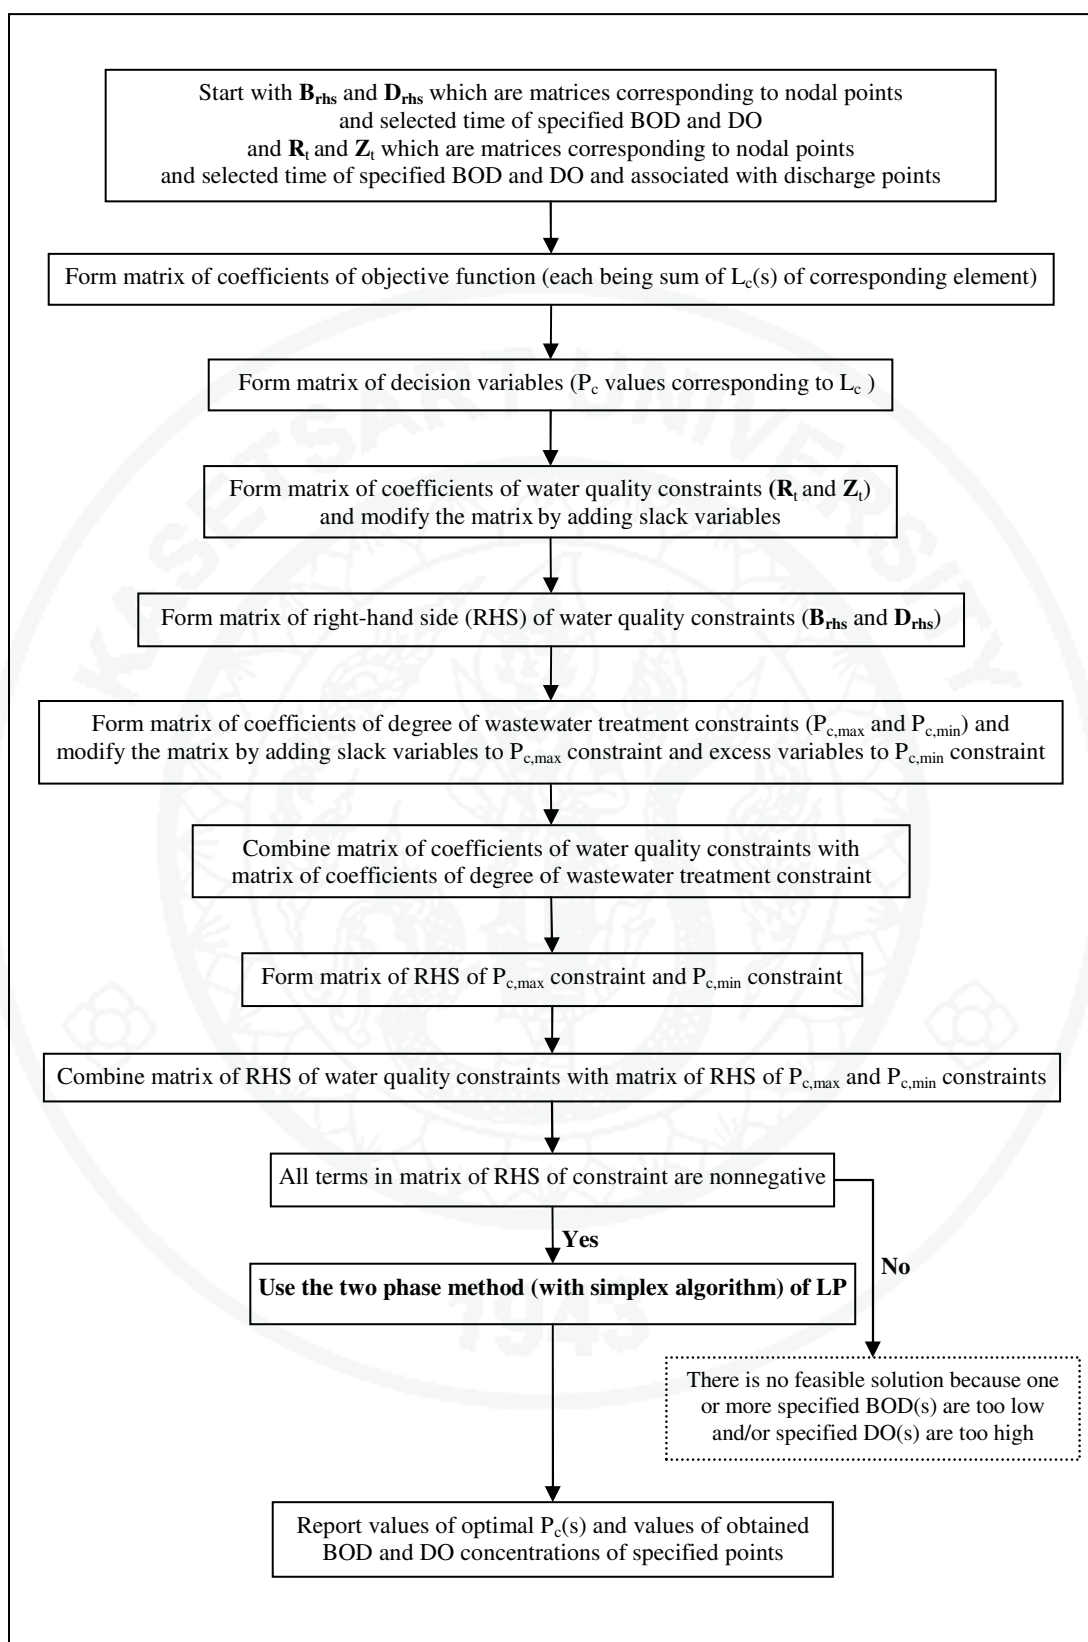 Start with B_rhs and D_rhs which are matrices corresponding to nodal points
and selected time of specified BOD and DO
and R_t and Z_t which are matrices corresponding to nodal points
and selected time of specified BOD and DO and associated with discharge points
Form matrix of coefficients of objective function (each being sum of L_c(s) of corresponding element)
Form matrix of decision variables (P_c values corresponding to L_c )
Form matrix of coefficients of water quality constraints (R_t and Z_t)
and modify the matrix by adding slack variables
Form matrix of right-hand side (RHS) of water quality constraints (B_rhs and D_rhs)
Form matrix of coefficients of degree of wastewater treatment constraints (P_c,max and P_c,min) and
modify the matrix by adding slack variables to P_c,max constraint and excess variables to P_c,min constraint
Combine matrix of coefficients of water quality constraints with
matrix of coefficients of degree of wastewater treatment constraint
Form matrix of RHS of P_c,max constraint and P_c,min constraint
Combine matrix of RHS of water quality constraints with matrix of RHS of P_c,max and P_c,min constraints
All terms in matrix of RHS of constraint are nonnegative
Yes
No
Use the two phase method (with simplex algorithm) of LP
There is no feasible solution because one
or more specified BOD(s) are too low
and/or specified DO(s) are too high
Report values of optimal P_c(s) and values of obtained
BOD and DO concentrations of specified points
KASETSART UNIVERSITY
1943